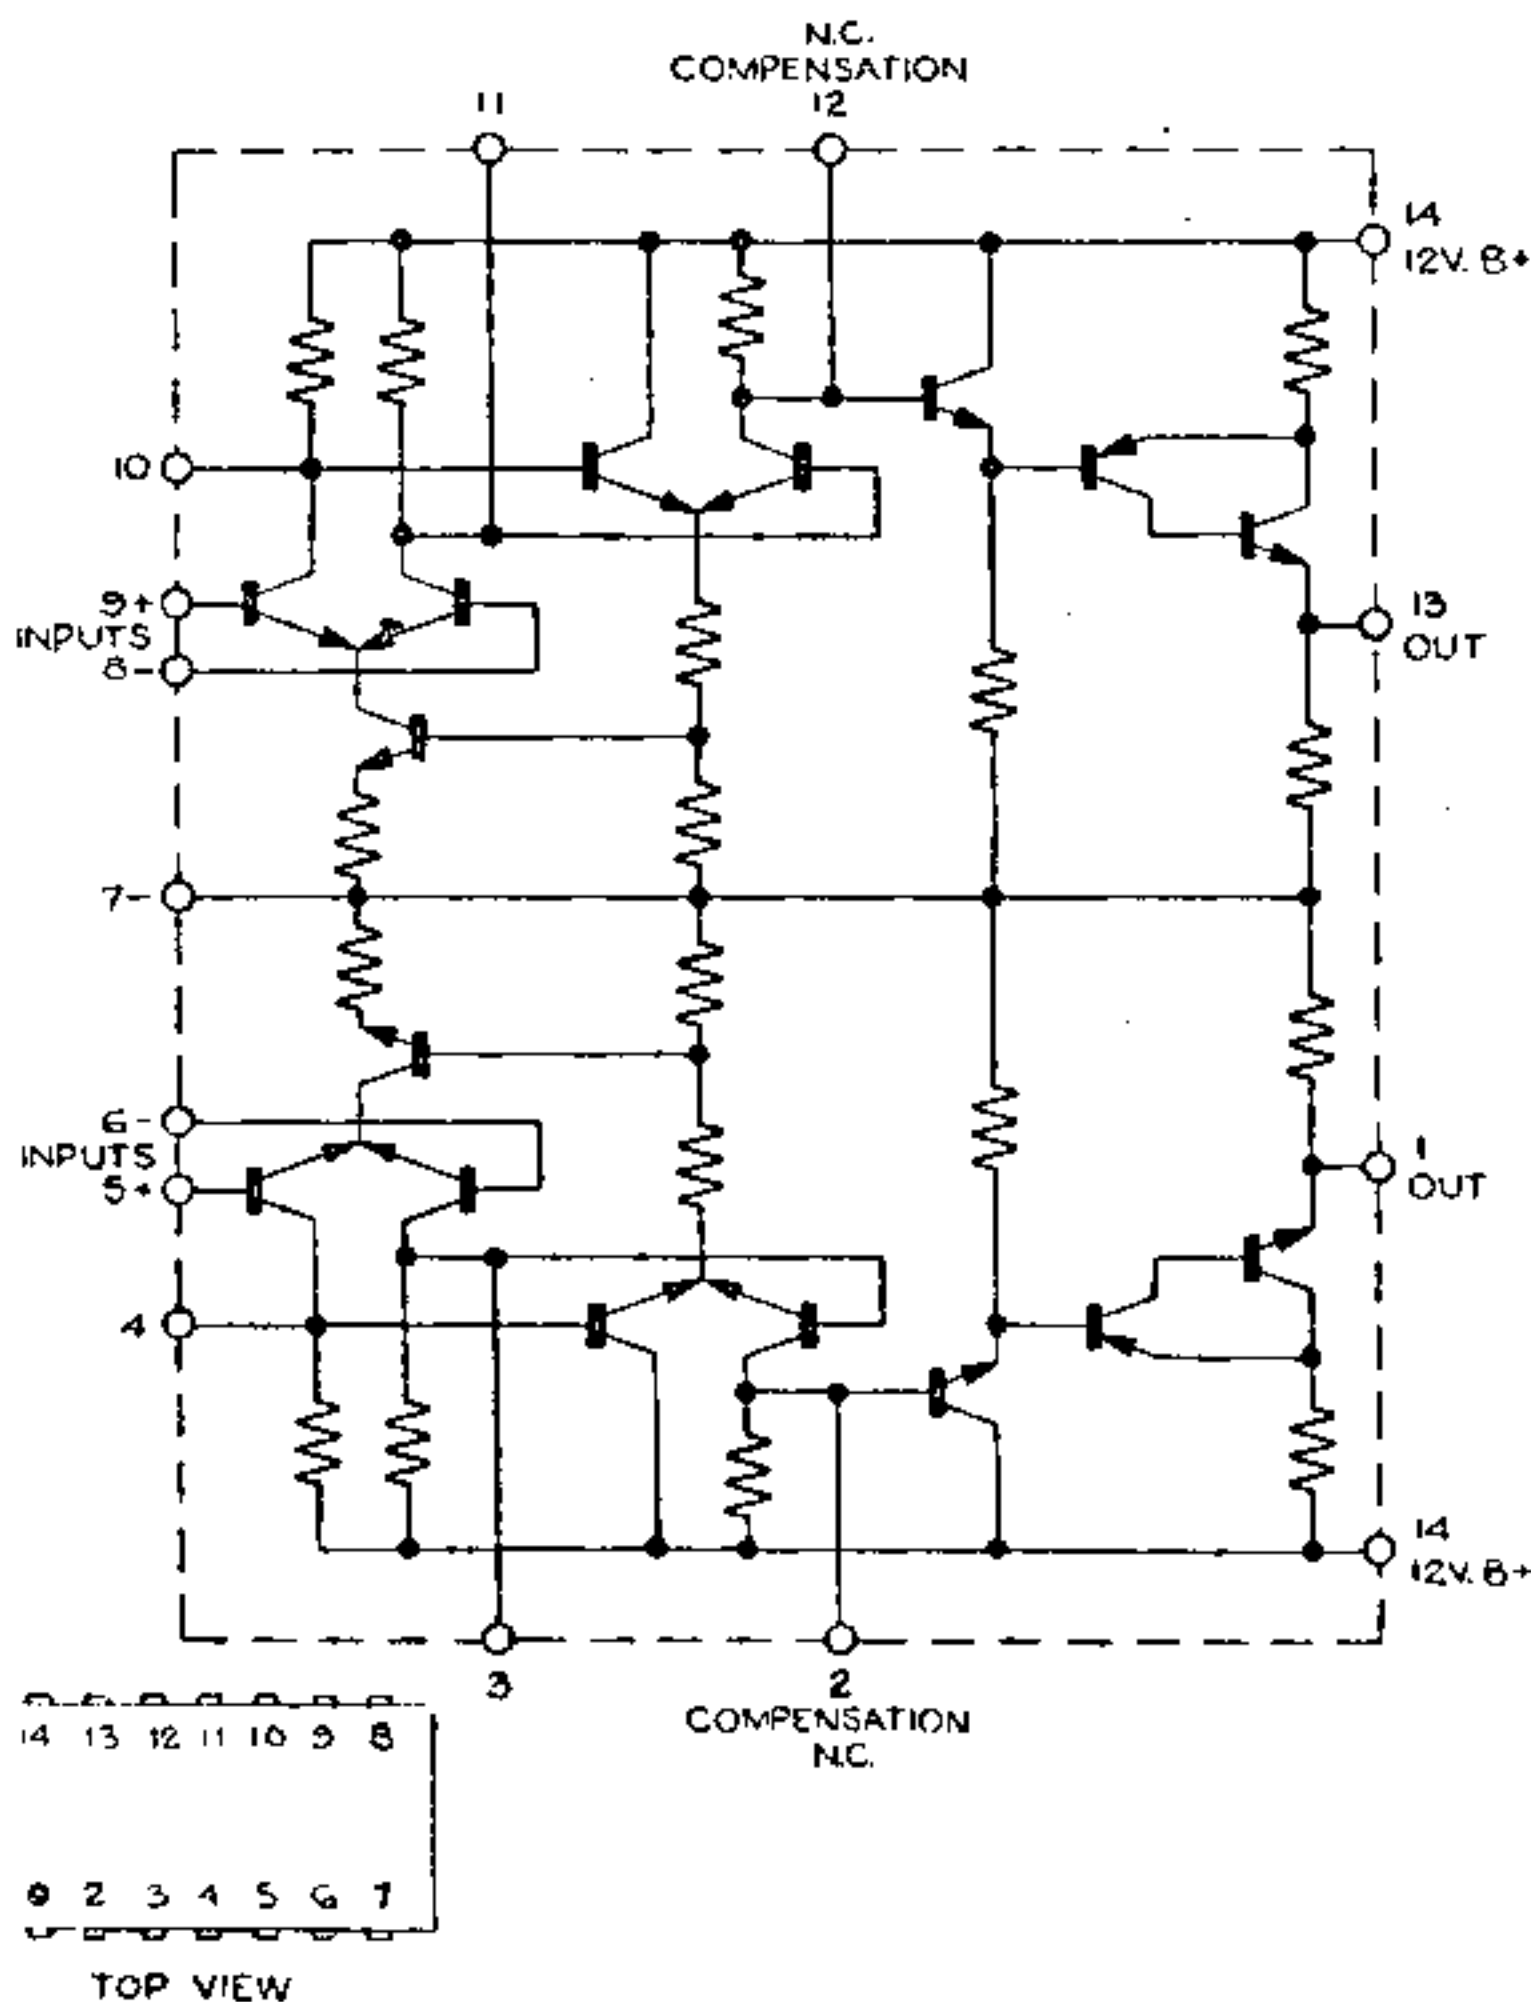 N.C.
COMPENSATION
11
12
14
12V. B+
10
9+
INPUTS
8-
13
OUT
7-
6-
INPUTS
5+
1
OUT
4
14
12V. B+
3
2
COMPENSATION
N.C.
14 13 12 11 10 9 8
2 3 4 5 6 7
TOP VIEW